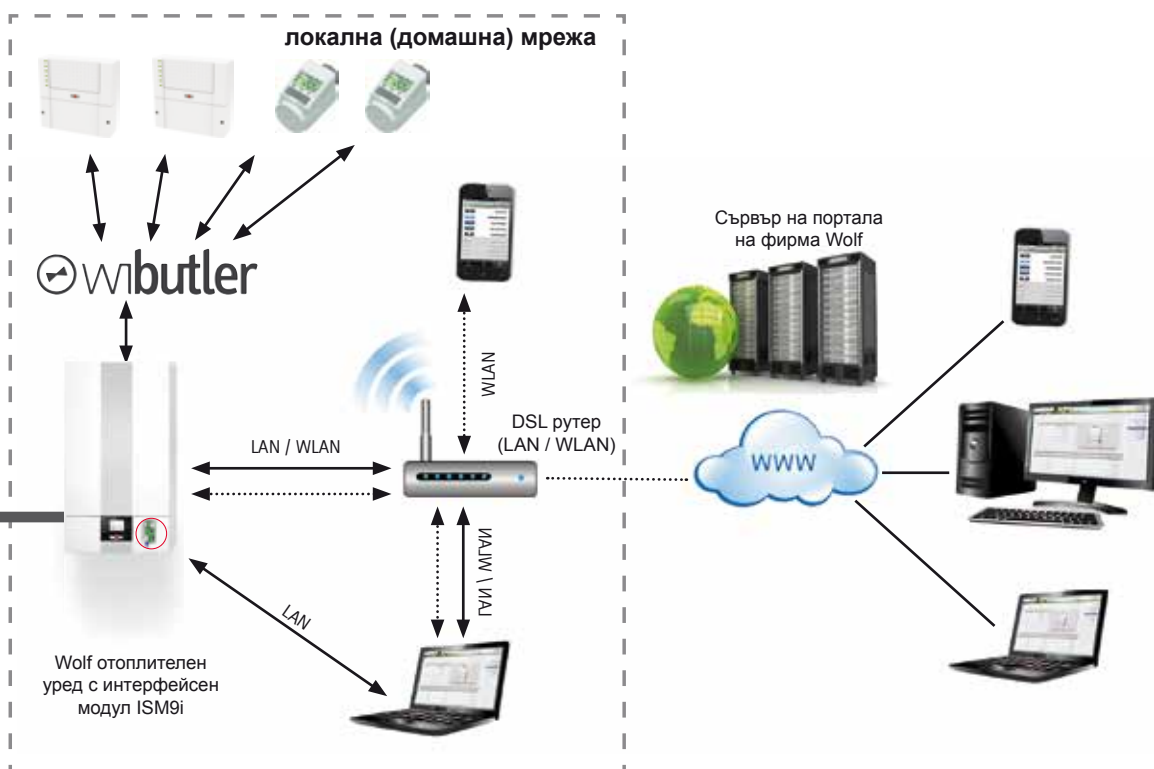 локална (домашна) мрежа
wibutler
Сървър на портала
на фирма Wolf
WLAN
DSL рутер
(LAN / WLAN)
LAN / WLAN
www
LAN / WLAN
LAN
Wolf отоплителен
уред с интерфейсен
модул ISM9i